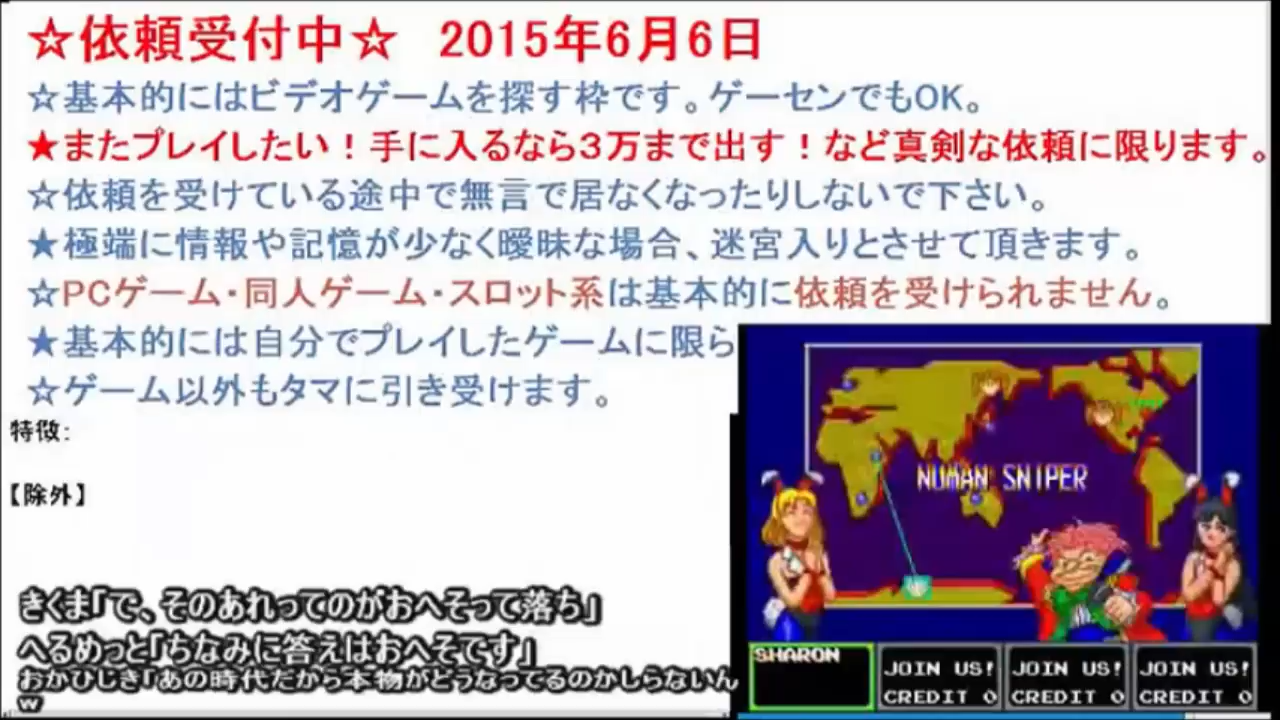 ☆依頼受付中☆ 2015年6月6日
☆基本的にはビデオゲームを探す枠です。ゲーセンでもOK。
★またプレイしたい！手に入るなら３万まで出す！など真剣な依頼に限ります。
☆依頼を受けている途中で無言で居なくなったりしないで下さい。
★極端に情報や記憶が少なく曖昧な場合、迷宮入りとさせて頂きます。
☆PCゲーム・同人ゲーム・スロット系は基本的に依頼を受けられません。
★基本的には自分でプレイしたゲームに限ら
☆ゲーム以外もタマに引き受けます。
特徴:
【除外】
きくま「で、そのあれってのがおへそって落ち」
へるめっと「ちなみに答えはおへそです」
おかひじき「あの時代だから本物がどうなってるのかしらないん
w
NUMAN SNIPER
SHARON
JOIN US!
CREDIT 0
JOIN US!
CREDIT 0
JOIN US!
CREDIT 0